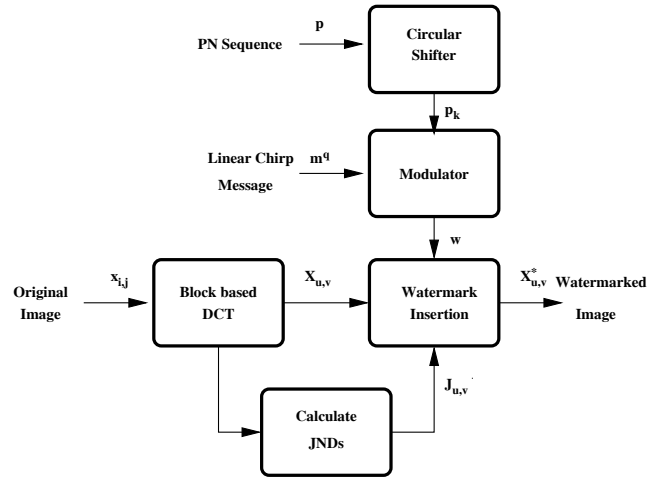 p
PN Sequence
Circular
Shifter
p_k
Linear Chirp
Message
m^q
Modulator
w
Original
Image
x_{i,j}
Block based
DCT
X_{u,v}
Watermark
Insertion
X^*_{u,v}
Watermarked
Image
J_{u,v}
Calculate
JNDs